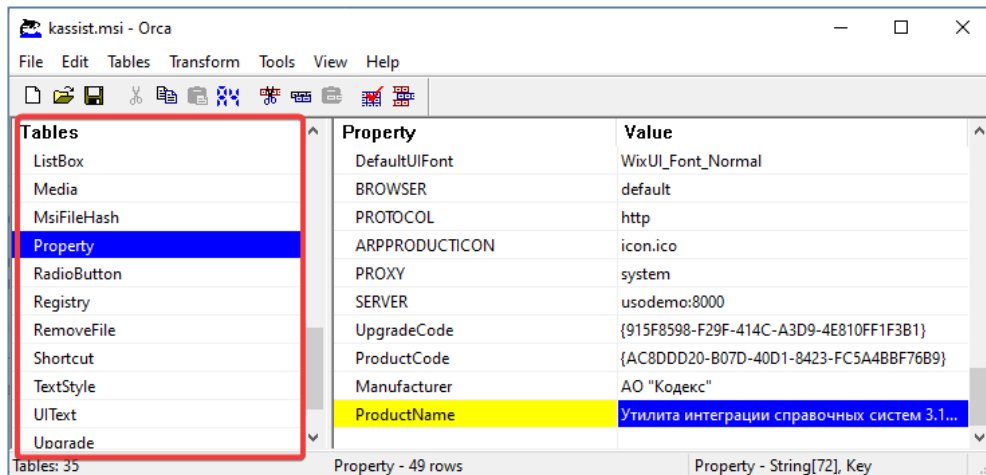 kassist.msi - Orca
File Edit Tables Transform Tools View Help
Tables
ListBox
Media
MsiFileHash
Property
RadioButton
Registry
RemoveFile
Shortcut
TextStyle
UIText
Upgrade
Property Value
DefaultUIFont WixUI_Font_Normal
BROWSER default
PROTOCOL http
ARPPRODUCTICON icon.ico
PROXY system
SERVER usodemo:8000
UpgradeCode {915F8598-F29F-414C-A3D9-4E810FF1F3B1}
ProductCode {AC8DDD20-B07D-40D1-8423-FC5A4BBF76B9}
Manufacturer АО "Кодекс"
ProductName Утилита интеграции справочных систем 3.1...
Tables: 35 Property - 49 rows Property - String[72], Key